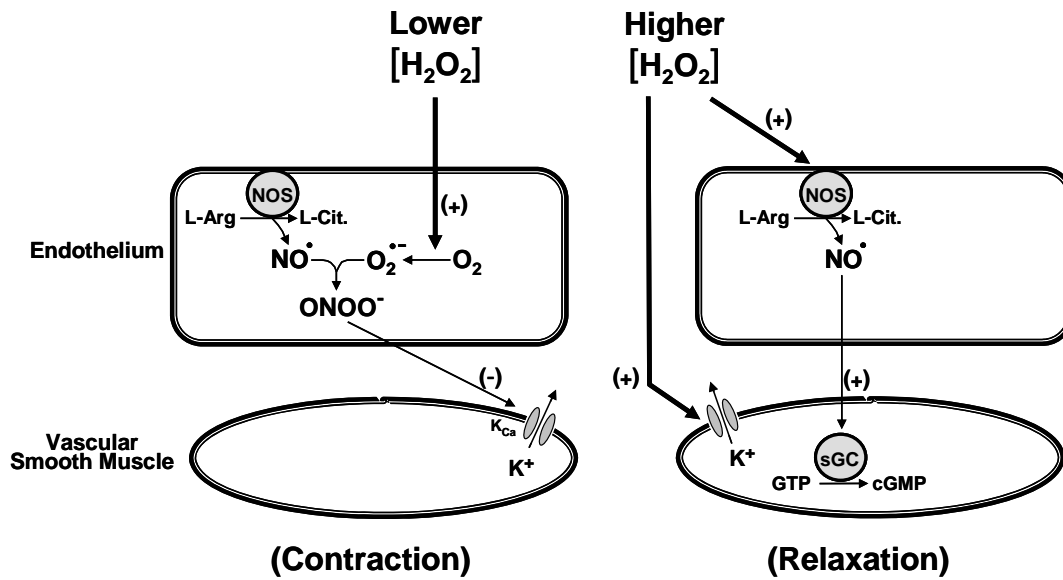 Lower
[H₂O₂]
Higher
[H₂O₂]
(+)
NOS
L-Arg
L-Cit.
(+)
Endothelium
NO•
O₂•−
O₂
ONOO⁻
(-)
K_Ca
K⁺
Vascular
Smooth Muscle
(Contraction)
NOS
L-Arg
L-Cit.
NO•
(+)
(+)
K⁺
sGC
GTP
cGMP
(Relaxation)